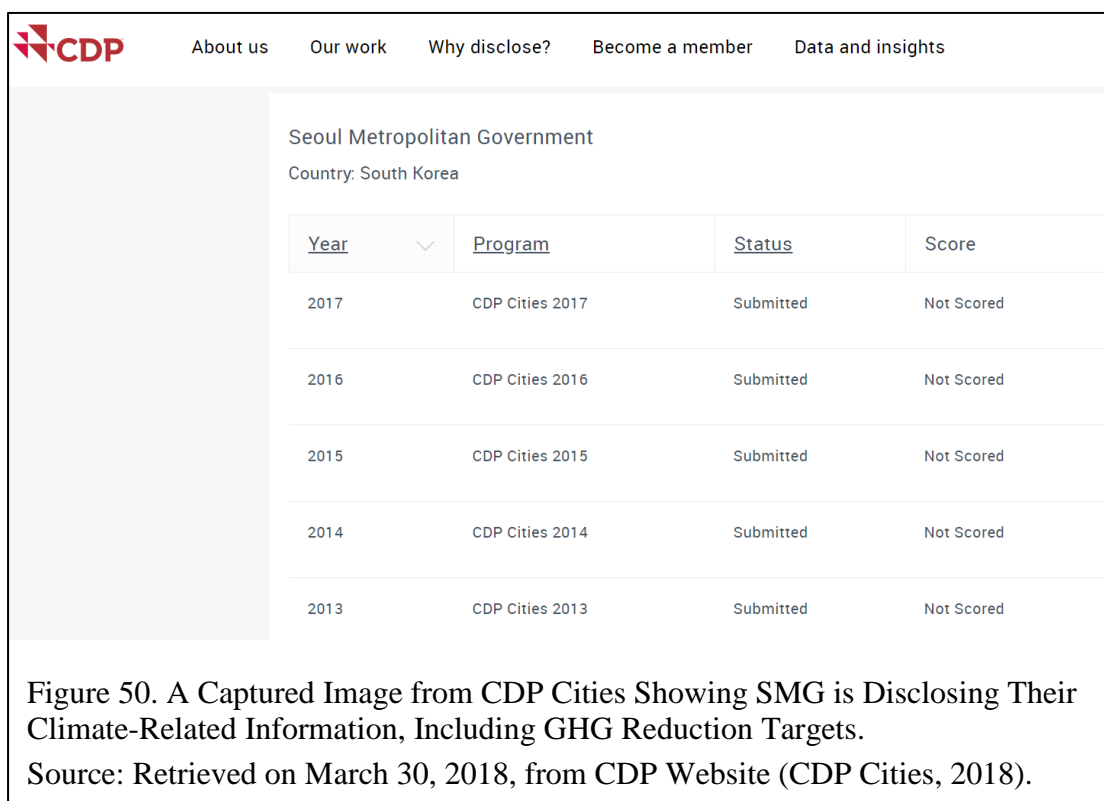 CDP About us Our work Why disclose? Become a member Data and insights
Seoul Metropolitan Government
Country: South Korea
Year Program Status Score
2017 CDP Cities 2017 Submitted Not Scored
2016 CDP Cities 2016 Submitted Not Scored
2015 CDP Cities 2015 Submitted Not Scored
2014 CDP Cities 2014 Submitted Not Scored
2013 CDP Cities 2013 Submitted Not Scored
Figure 50. A Captured Image from CDP Cities Showing SMG is Disclosing Their
Climate-Related Information, Including GHG Reduction Targets.
Source: Retrieved on March 30, 2018, from CDP Website (CDP Cities, 2018).